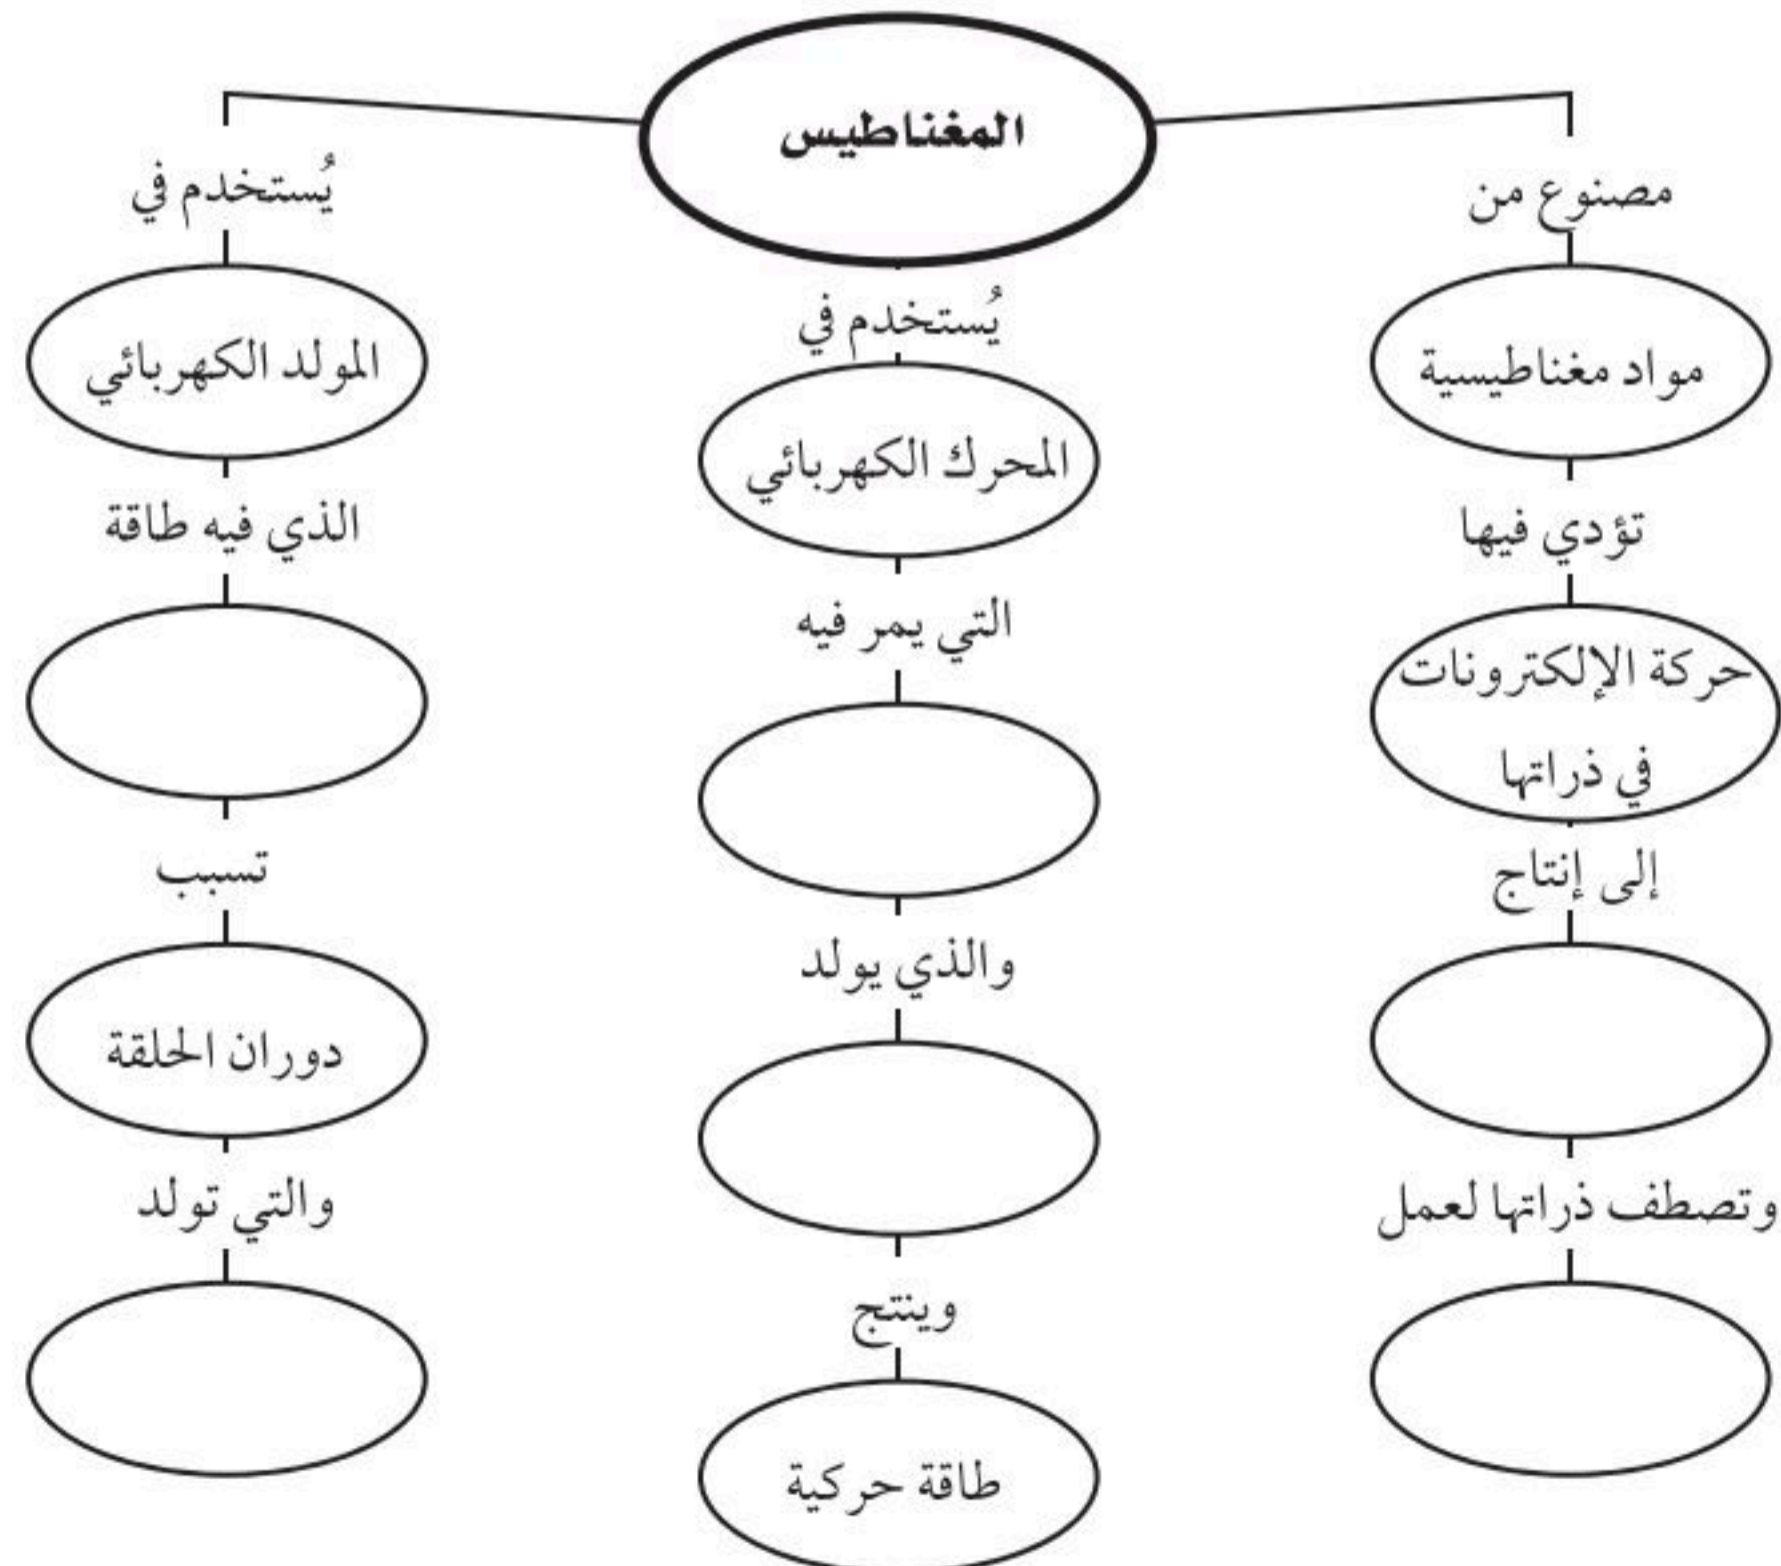 المغناطيس
مصنوع من
مواد مغناطيسية
تؤدي فيها
حركة الإلكترونات
في ذراتها
إلى إنتاج
وتصطف ذراتها لعمل
يُستخدم في
المحرك الكهربائي
التي يمر فيه
والذي يولد
وينتج
طاقة حركية
يُستخدم في
المولد الكهربائي
الذي فيه طاقة
تسبب
دوران الحلقة
والتي تولد